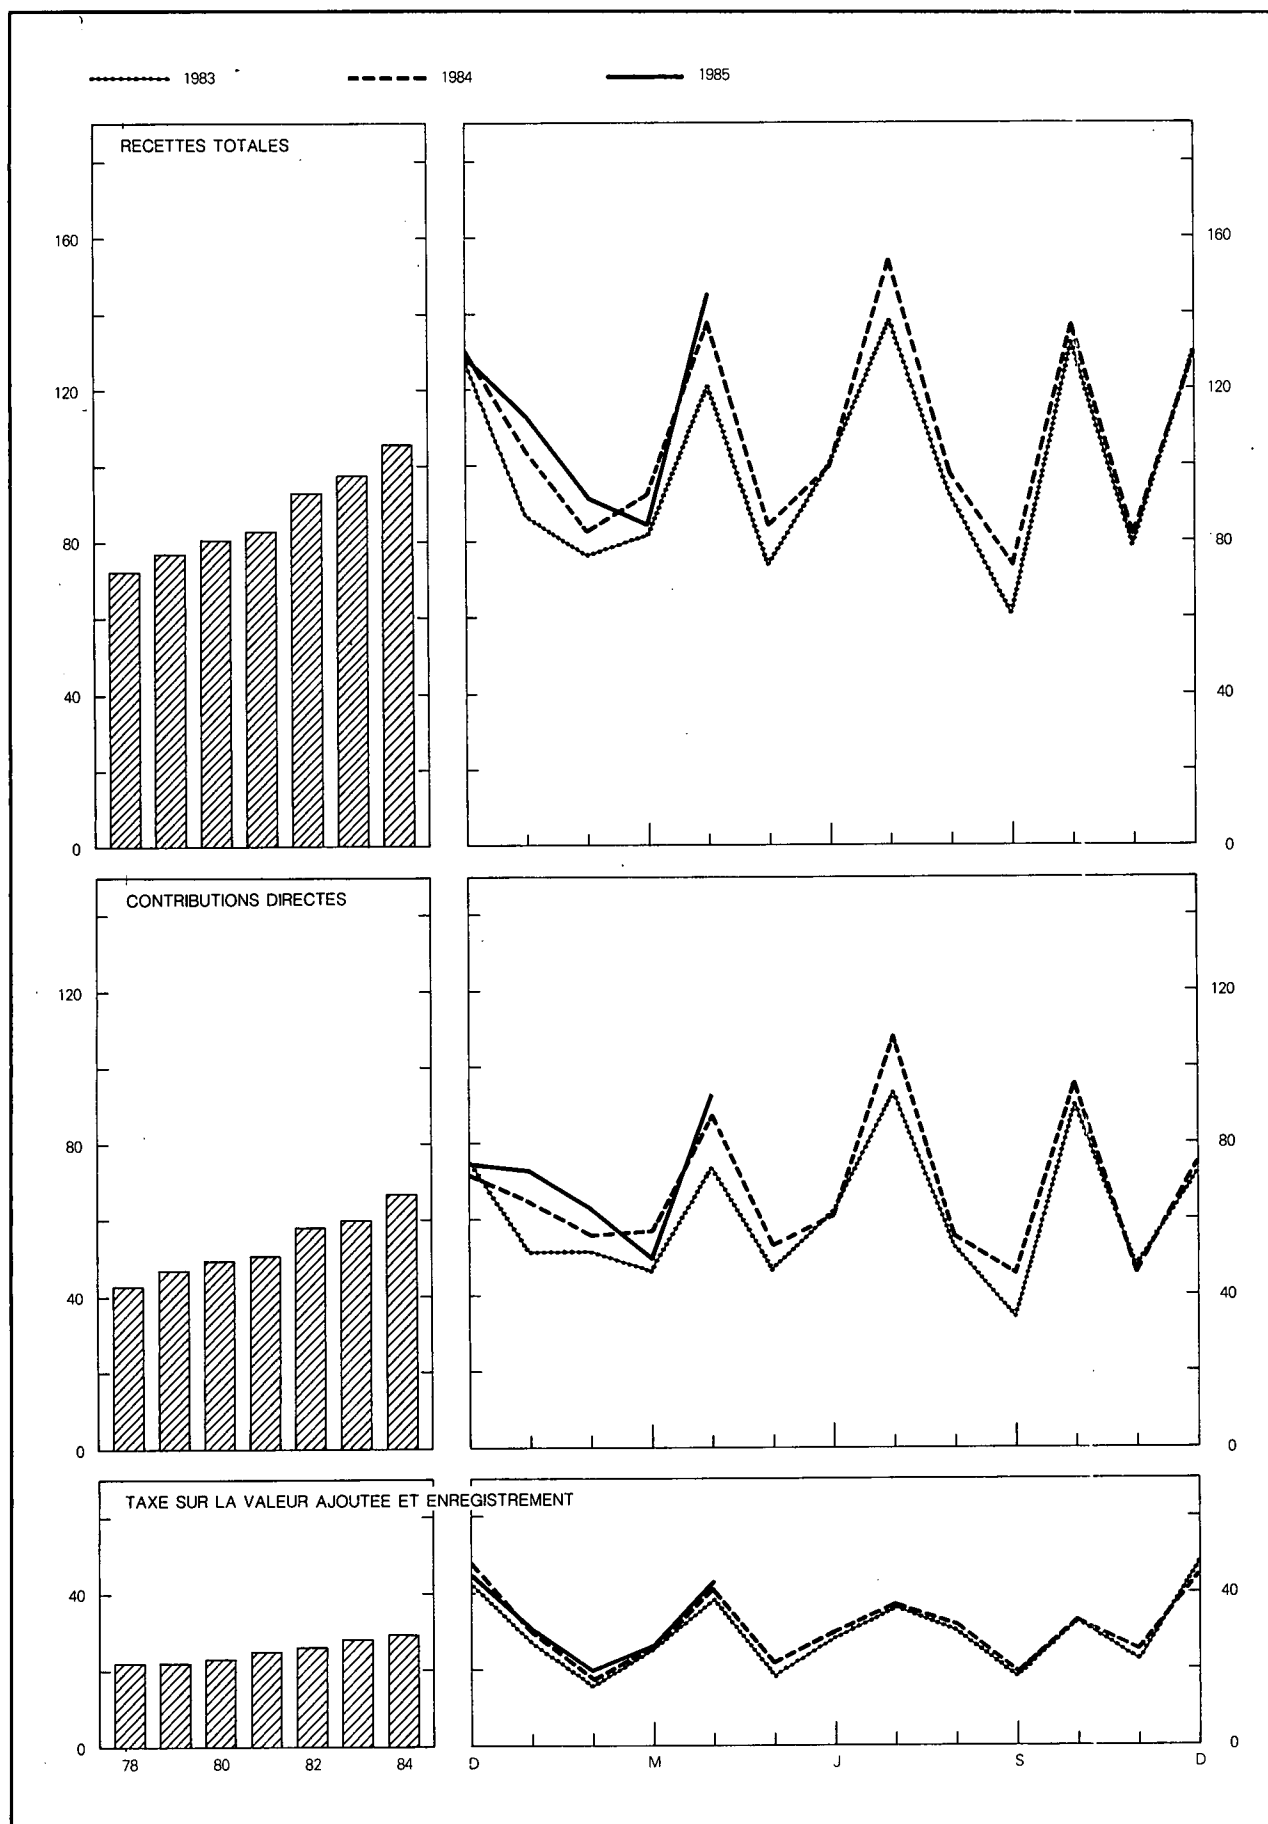 1983 1984 1985
RECETTES TOTALES
160 160
120 120
80 80
40 40
0 0
CONTRIBUTIONS DIRECTES
120 120
80 80
40 40
0 0
TAXE SUR LA VALEUR AJOUTEE ET ENREGISTREMENT
40 40
0 0
78 80 82 84 D M J S D